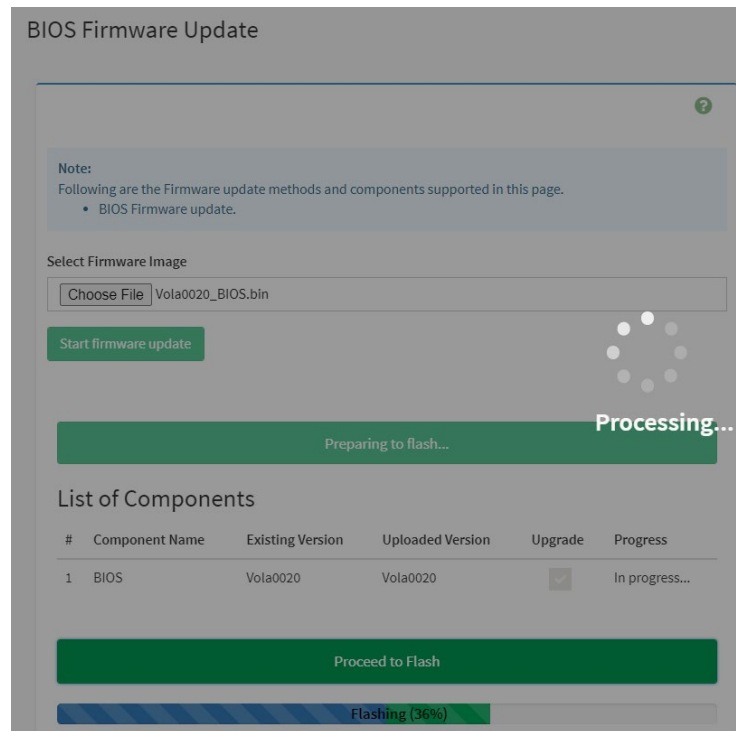 BIOS Firmware Update
Note:
Following are the Firmware update methods and components supported in this page.
• BIOS Firmware update.
Select Firmware Image
Choose File Vola0020_BIOS.bin
Start firmware update
Processing...
Preparing to flash...
List of Components
# Component Name Existing Version Uploaded Version Upgrade Progress
1 BIOS Vola0020 Vola0020 In progress...
Proceed to Flash
Flashing (36%)